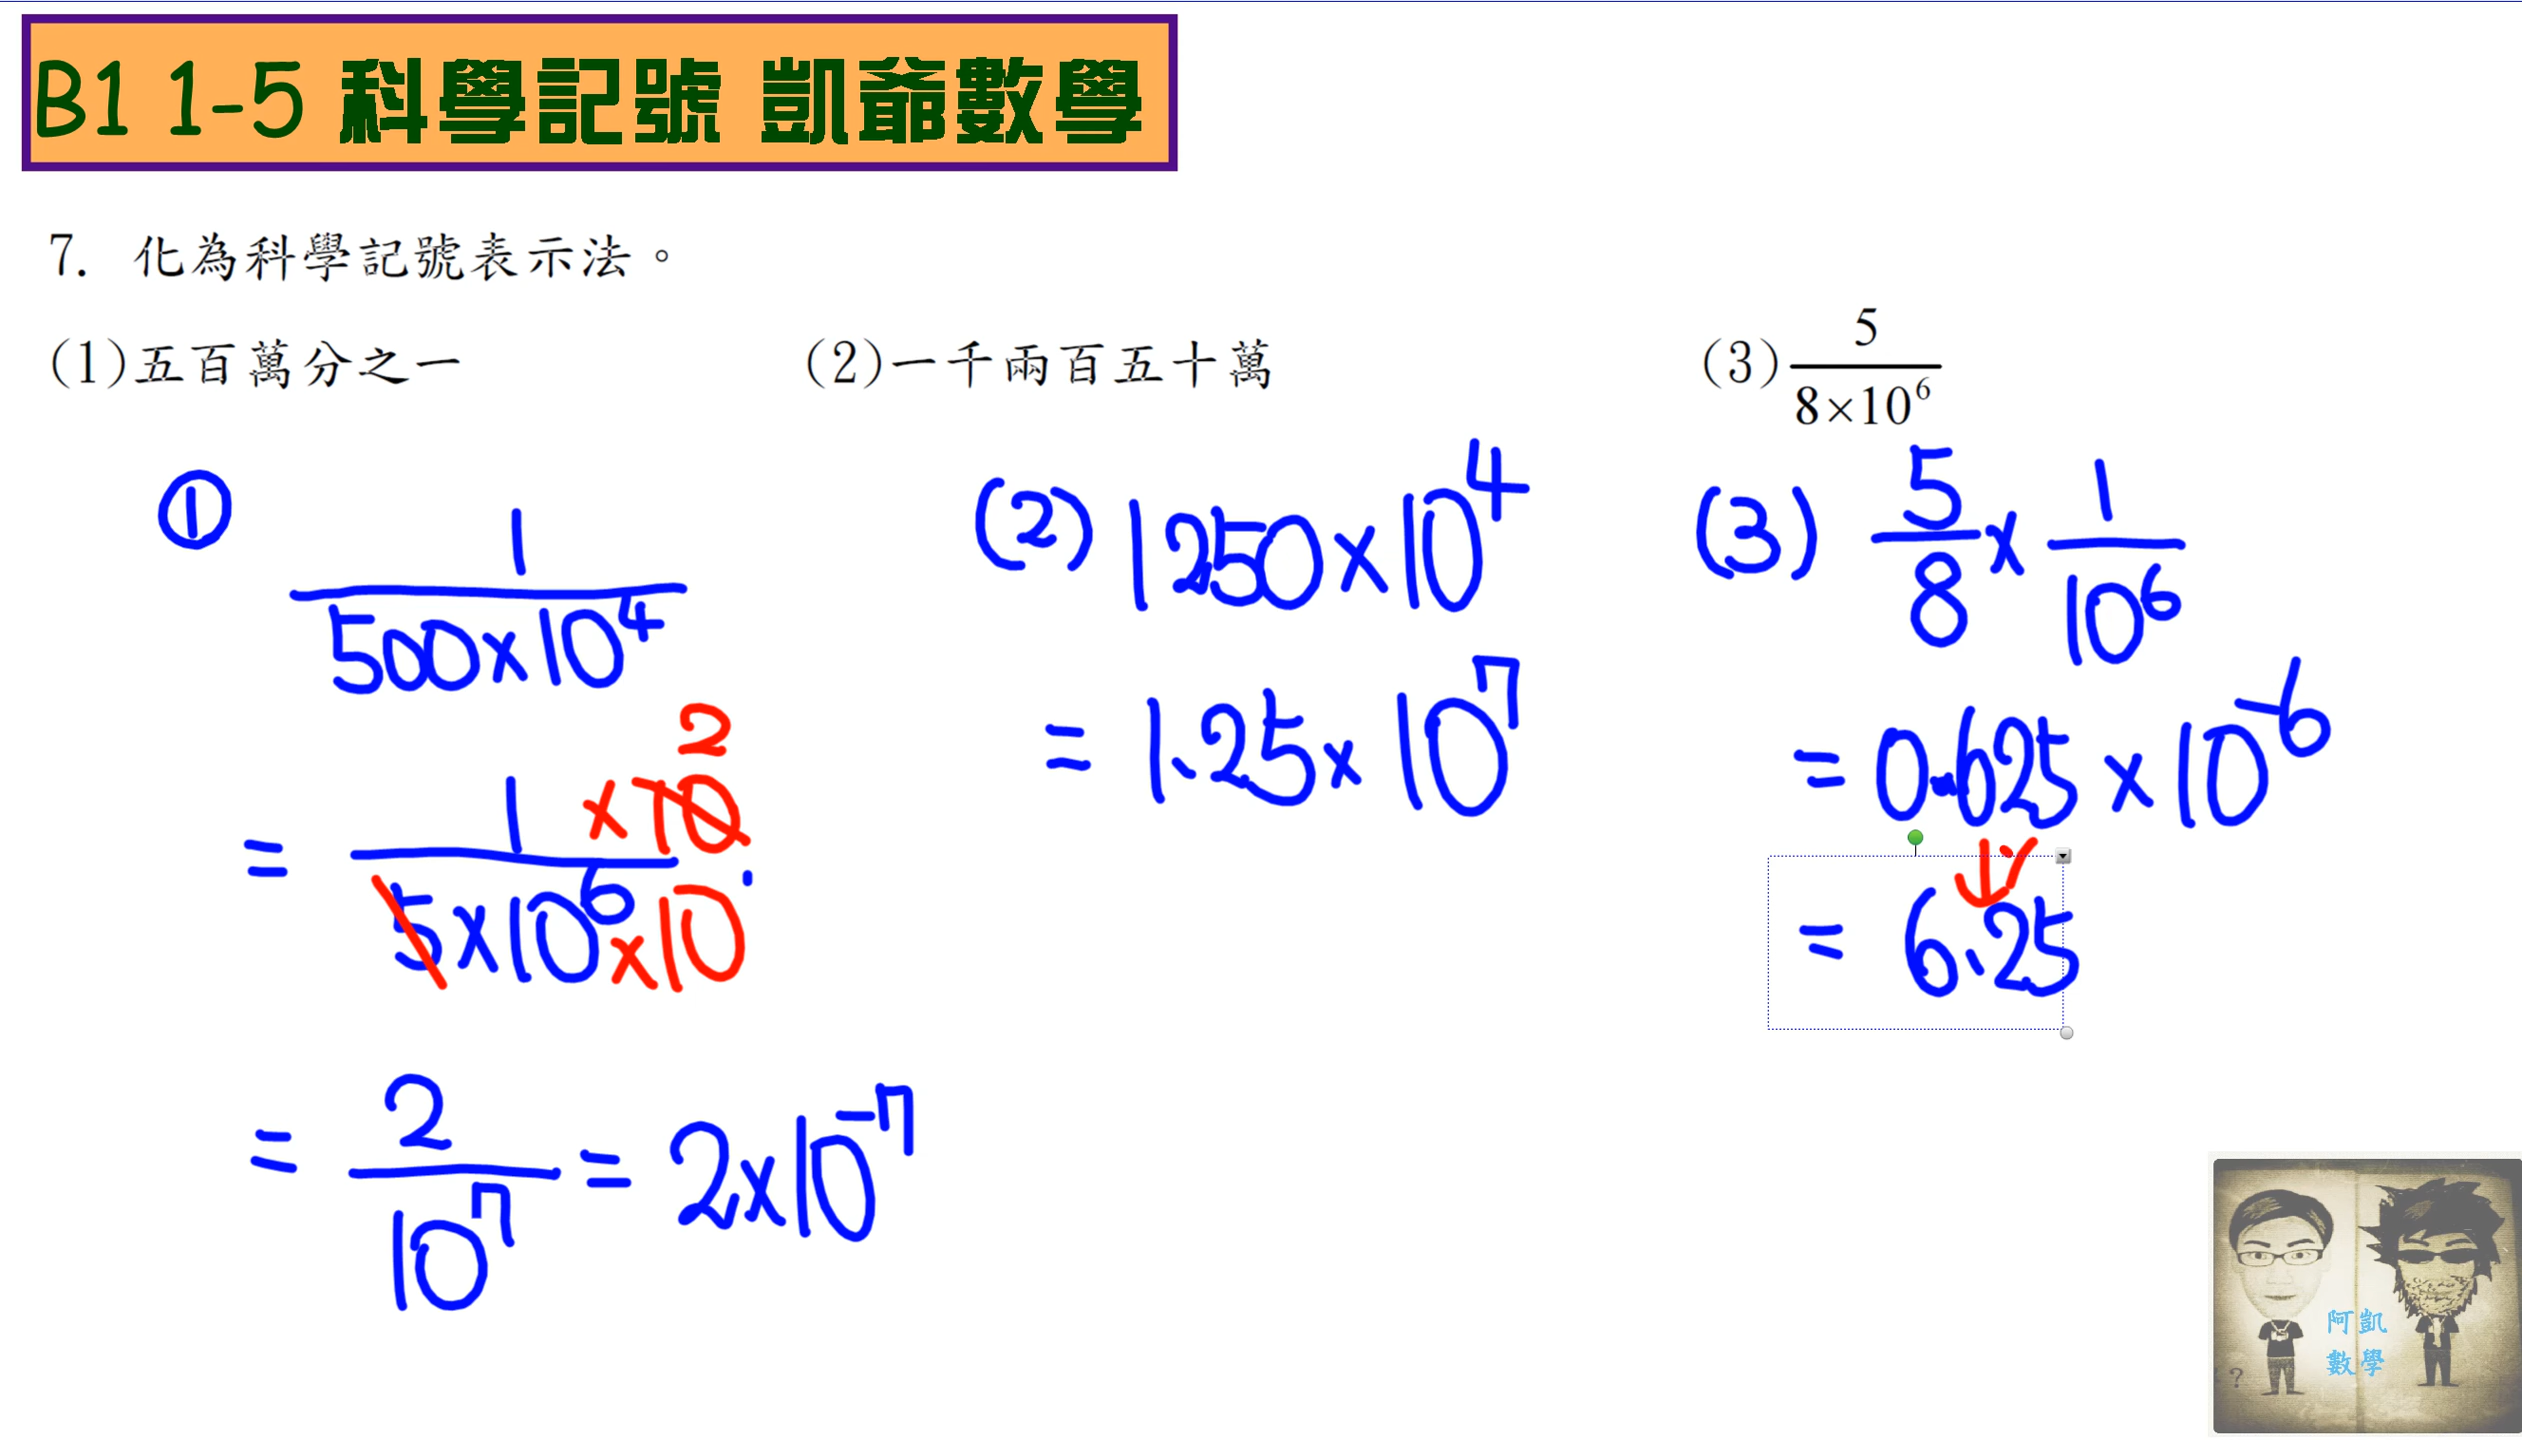 B1 1-5 科學記號 凱爺數學
7. 化為科學記號表示法。
(1)五百萬分之一
(2)一千兩百五十萬
(3) 5/(8×10⁶)
① 1/(500×10⁴)
= (1×10 2)/(5×10⁶×10)
= 2/10⁷ = 2×10⁻⁷
(2) 1250×10⁴
= 1.25×10⁷
(3) 5/8 × 1/10⁶
= 0.625×10⁻⁶
= 6.25
阿凱
數學
?